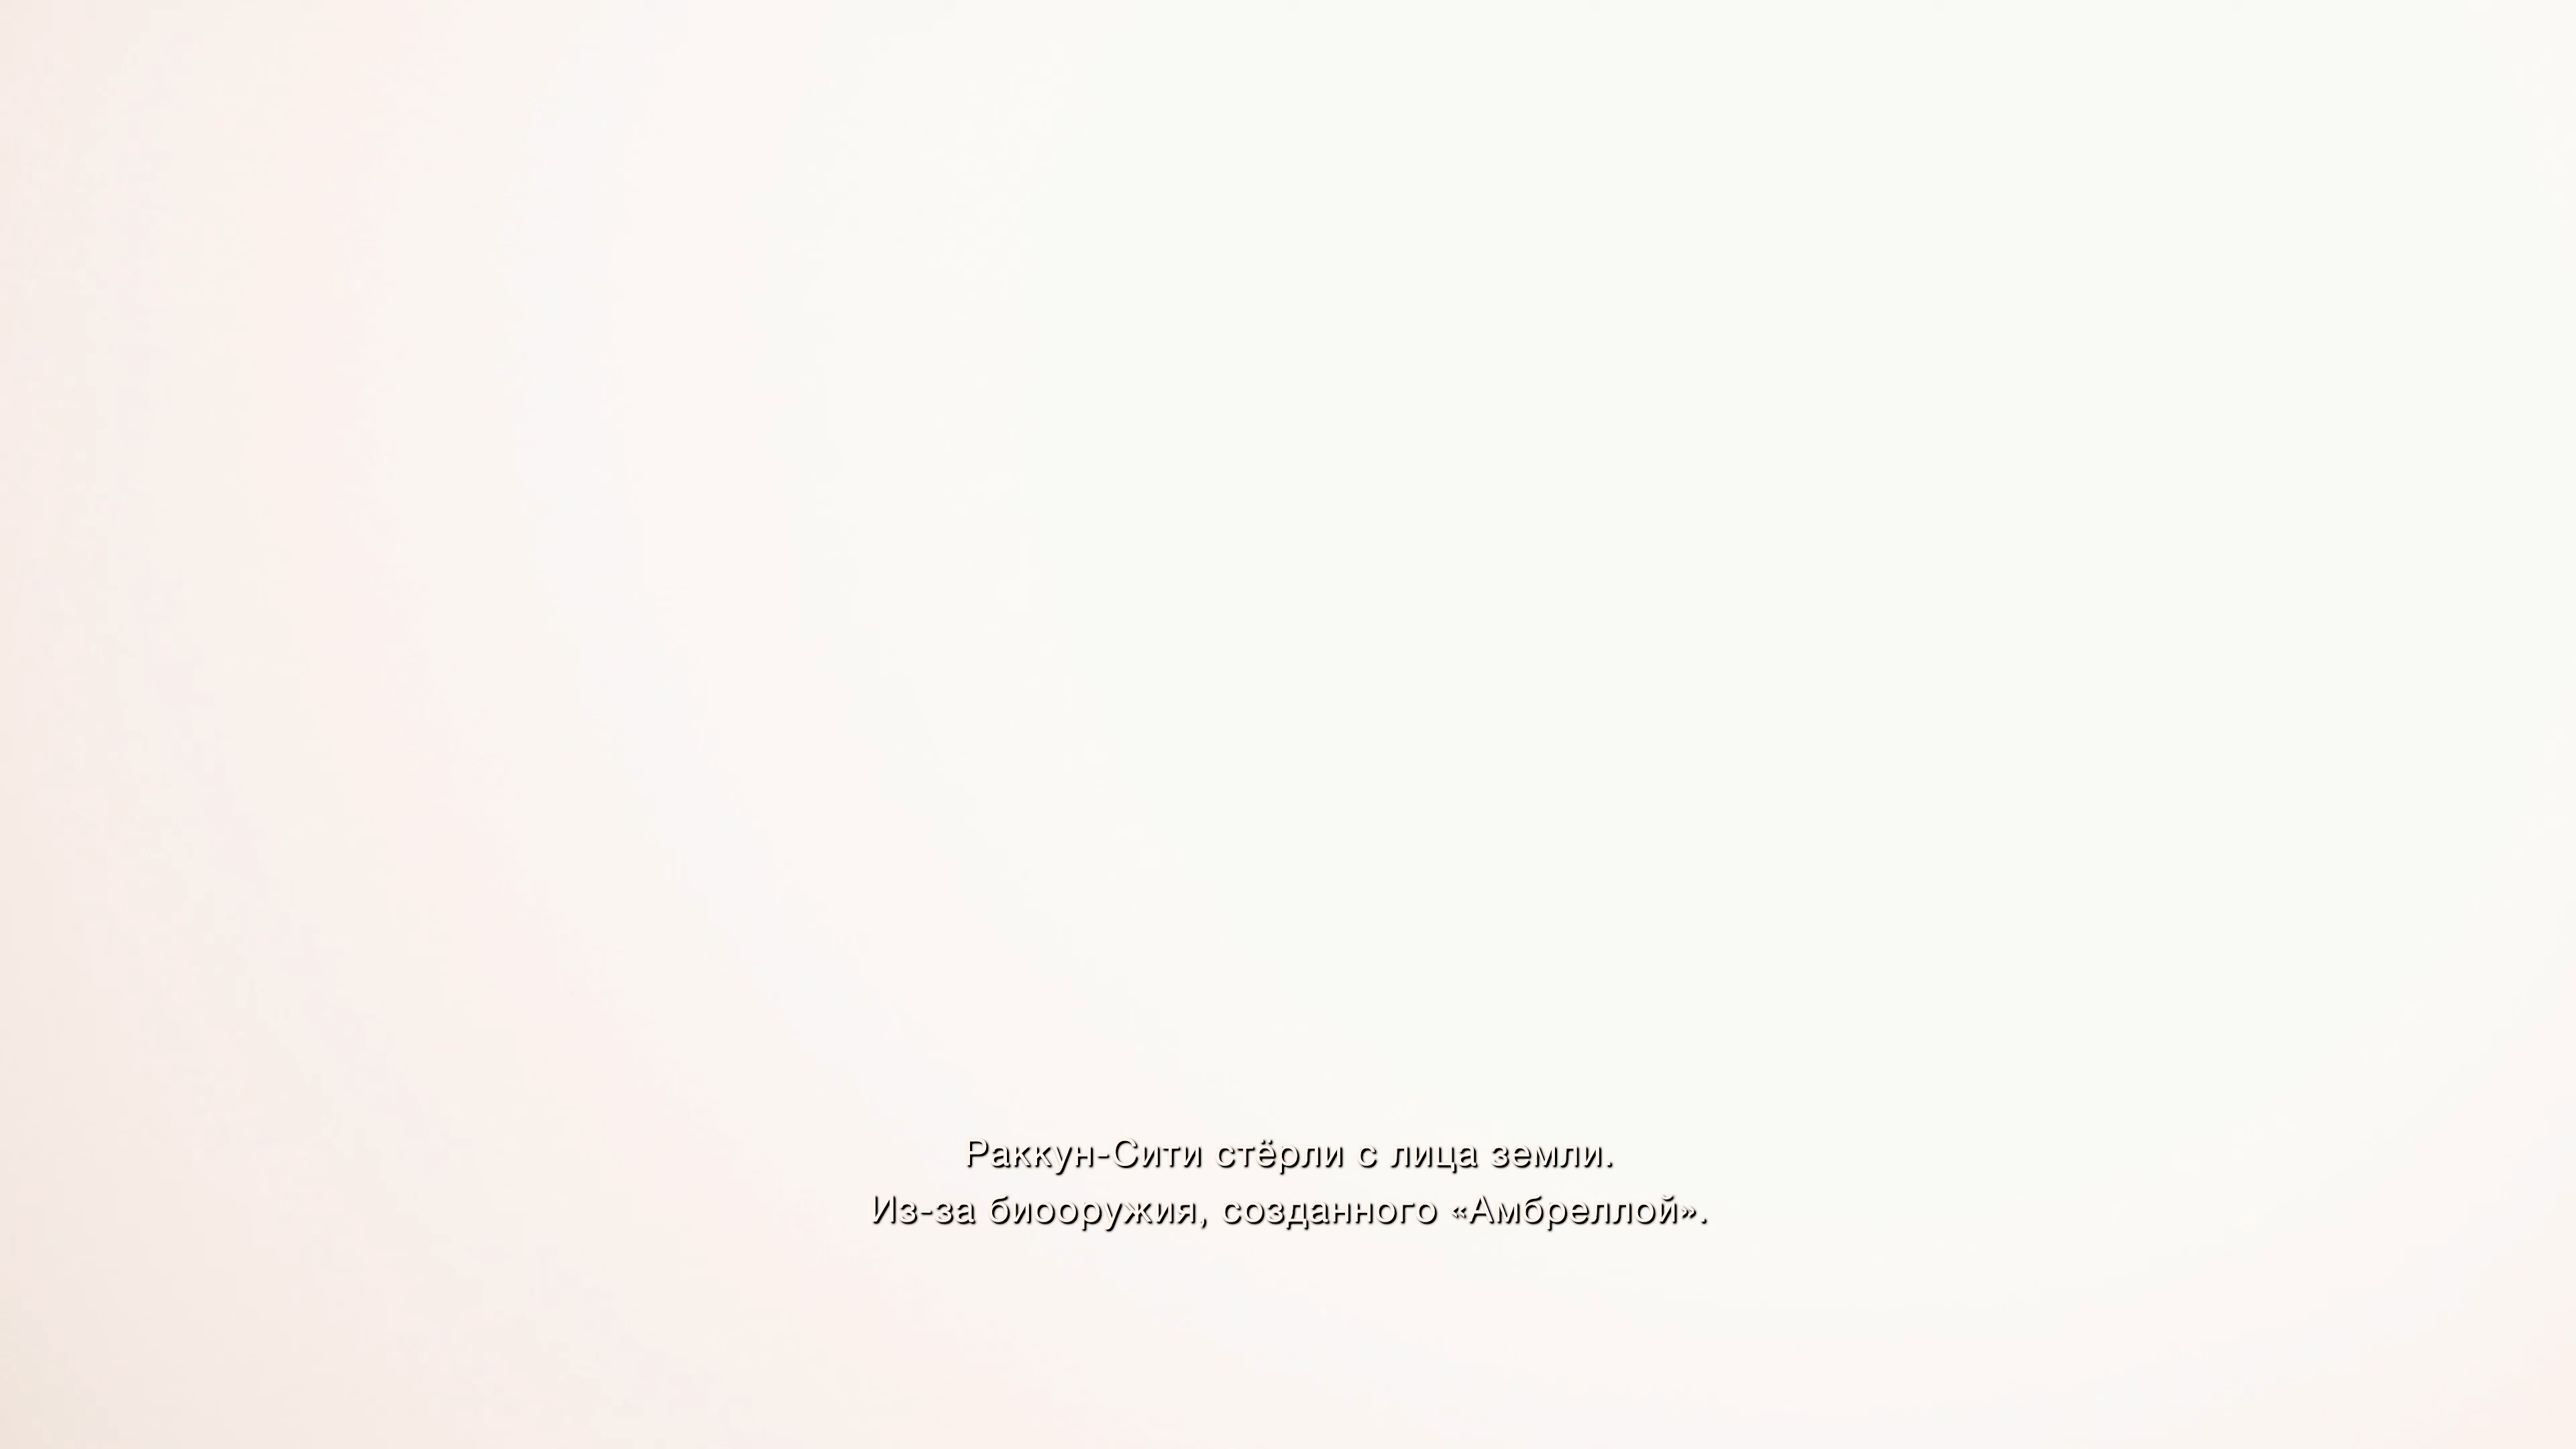 Раккун-Сити стёрли с лица земли.
Из-за биооружия, созданного «Амбреллой».